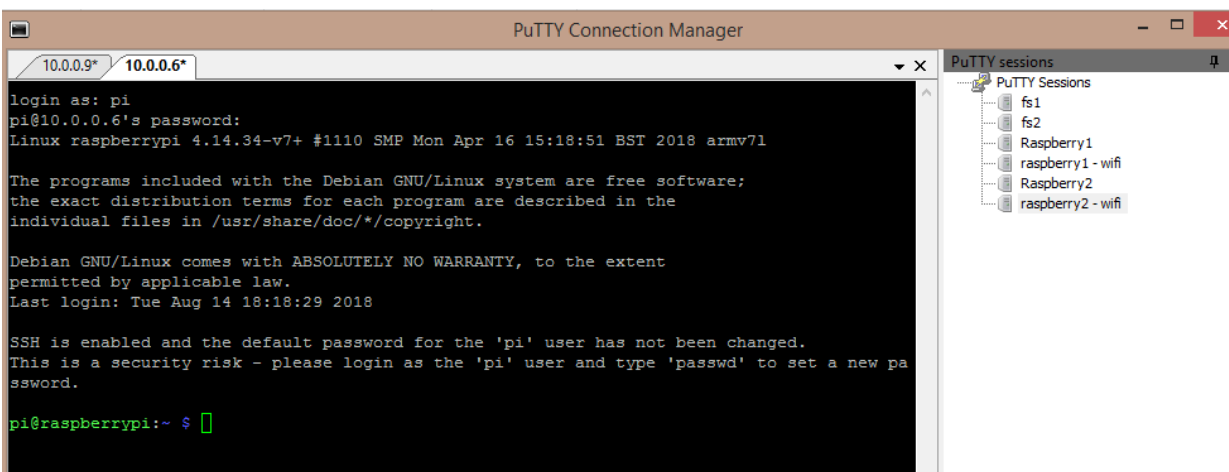 PuTTY Connection Manager
10.0.0.9* 10.0.0.6*
login as: pi
pi@10.0.0.6's password:
Linux raspberrypi 4.14.34-v7+ #1110 SMP Mon Apr 16 15:18:51 BST 2018 armv7l
The programs included with the Debian GNU/Linux system are free software;
the exact distribution terms for each program are described in the
individual files in /usr/share/doc/*/copyright.
Debian GNU/Linux comes with ABSOLUTELY NO WARRANTY, to the extent
permitted by applicable law.
Last login: Tue Aug 14 18:18:29 2018
SSH is enabled and the default password for the 'pi' user has not been changed.
This is a security risk - please login as the 'pi' user and type 'passwd' to set a new pa
ssword.
pi@raspberrypi:~ $
PuTTY sessions
PuTTY Sessions
fs1
fs2
Raspberry1
raspberry1 - wifi
Raspberry2
raspberry2 - wifi